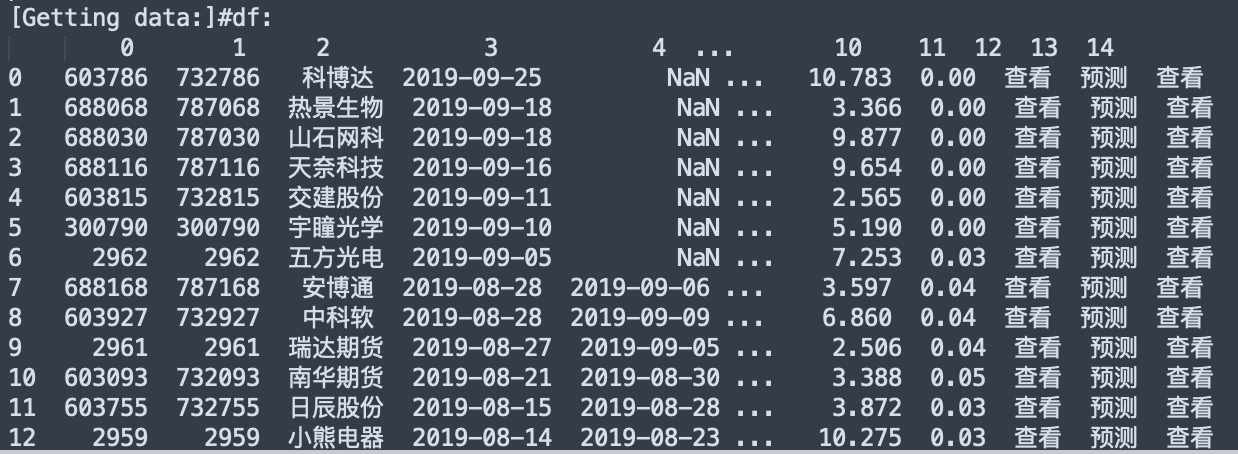 [Getting data:]#df:
0 1 2 3 4 ... 10 11 12 13 14
0 603786 732786 科博达 2019-09-25 NaN ... 10.783 0.00 查看 预测 查看
1 688068 787068 热景生物 2019-09-18 NaN ... 3.366 0.00 查看 预测 查看
2 688030 787030 山石网科 2019-09-18 NaN ... 9.877 0.00 查看 预测 查看
3 688116 787116 天奈科技 2019-09-16 NaN ... 9.654 0.00 查看 预测 查看
4 603815 732815 交建股份 2019-09-11 NaN ... 2.565 0.00 查看 预测 查看
5 300790 300790 宇瞳光学 2019-09-10 NaN ... 5.190 0.00 查看 预测 查看
6 2962 2962 五方光电 2019-09-05 NaN ... 7.253 0.03 查看 预测 查看
7 688168 787168 安博通 2019-08-28 2019-09-06 ... 3.597 0.04 查看 预测 查看
8 603927 732927 中科软 2019-08-28 2019-09-09 ... 6.860 0.04 查看 预测 查看
9 2961 2961 瑞达期货 2019-08-27 2019-09-05 ... 2.506 0.04 查看 预测 查看
10 603093 732093 南华期货 2019-08-21 2019-08-30 ... 3.388 0.05 查看 预测 查看
11 603755 732755 日辰股份 2019-08-15 2019-08-28 ... 3.872 0.03 查看 预测 查看
12 2959 2959 小熊电器 2019-08-14 2019-08-23 ... 10.275 0.03 查看 预测 查看